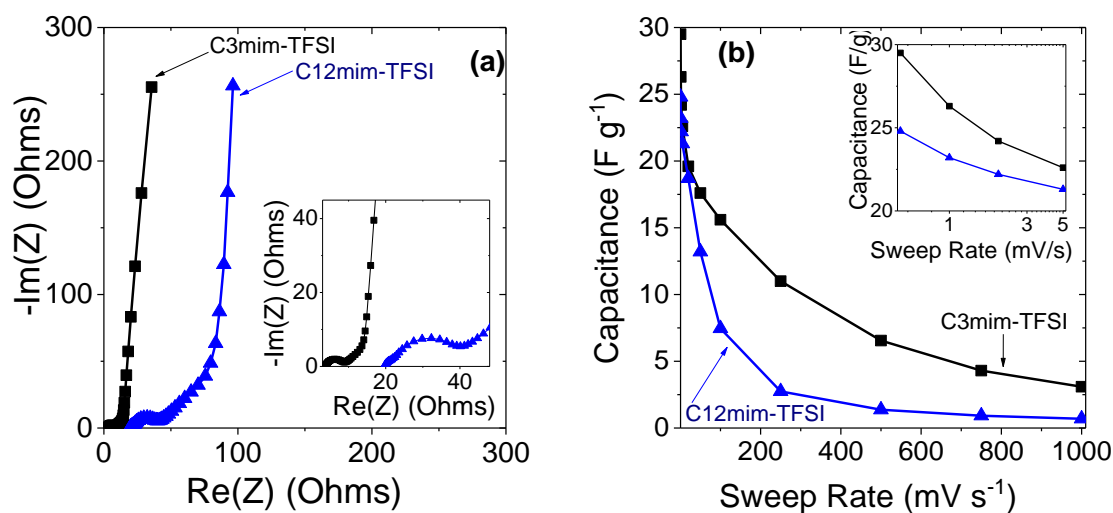 (a)
C3mim-TFSI
C12mim-TFSI
-Im(Z) (Ohms)
300
250
200
150
100
50
0
0 100 200 300
Re(Z) (Ohms)
-Im(Z) (Ohms)
40
20
0
20 40
Re(Z) (Ohms)
(b)
Capacitance (F g-1)
30
25
20
15
10
5
0
200 400 600 800 1000
Sweep Rate (mV s-1)
C3mim-TFSI
C12mim-TFSI
Capacitance (F/g)
30
25
20
1 3 5
Sweep Rate (mV/s)